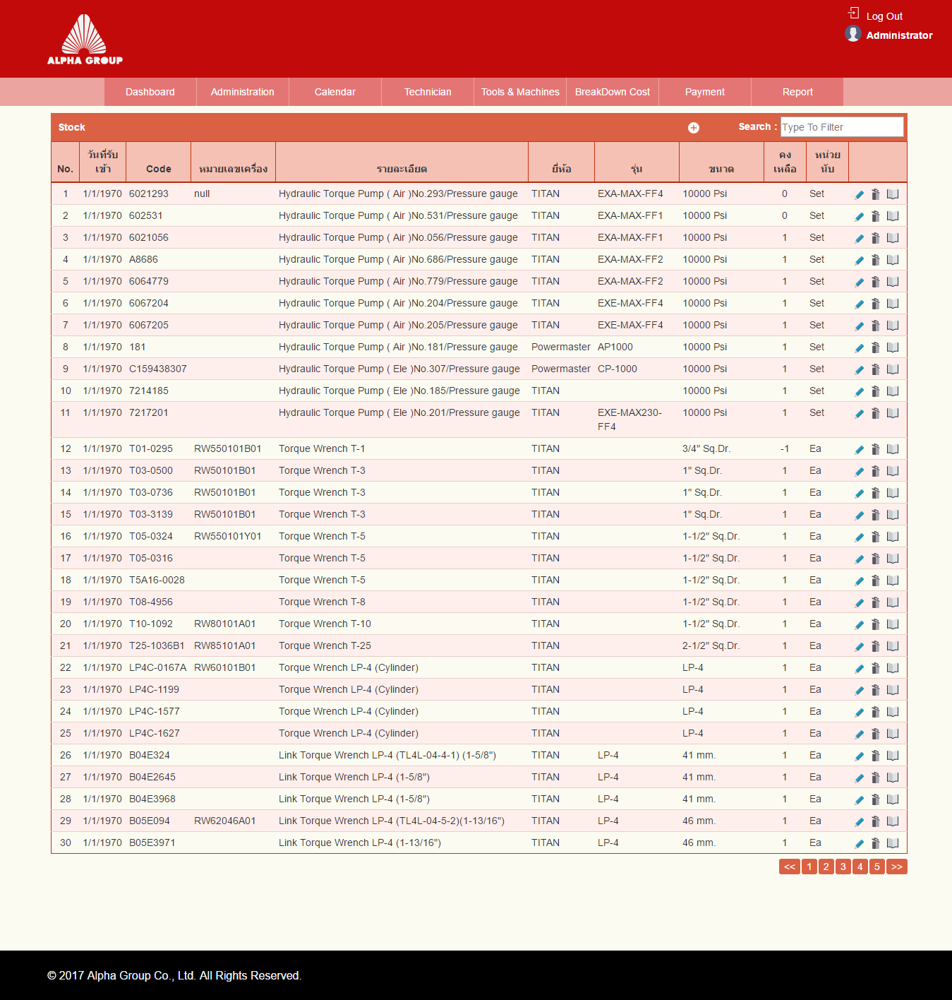 Log Out
Administrator
ALPHA GROUP
Dashboard Administration Calendar Technician Tools & Machines BreakDown Cost Payment Report
Stock Search : Type To Filter
No. วันที่รับเข้า Code หมายเลขเครื่อง รายละเอียด ยี่ห้อ รุ่น ขนาด คงเหลือ หน่วยนับ
1 1/1/1970 6021293 null Hydraulic Torque Pump ( Air )No.293/Pressure gauge TITAN EXA-MAX-FF4 10000 Psi 0 Set
2 1/1/1970 602531 Hydraulic Torque Pump ( Air )No.531/Pressure gauge TITAN EXA-MAX-FF1 10000 Psi 0 Set
3 1/1/1970 6021056 Hydraulic Torque Pump ( Air )No.056/Pressure gauge TITAN EXA-MAX-FF1 10000 Psi 1 Set
4 1/1/1970 A8686 Hydraulic Torque Pump ( Air )No.686/Pressure gauge TITAN EXA-MAX-FF2 10000 Psi 1 Set
5 1/1/1970 6064779 Hydraulic Torque Pump ( Air )No.779/Pressure gauge TITAN EXA-MAX-FF2 10000 Psi 1 Set
6 1/1/1970 6067204 Hydraulic Torque Pump ( Air )No.204/Pressure gauge TITAN EXE-MAX-FF4 10000 Psi 1 Set
7 1/1/1970 6067205 Hydraulic Torque Pump ( Air )No.205/Pressure gauge TITAN EXE-MAX-FF4 10000 Psi 1 Set
8 1/1/1970 181 Hydraulic Torque Pump ( Air )No.181/Pressure gauge Powermaster AP1000 10000 Psi 1 Set
9 1/1/1970 C159438307 Hydraulic Torque Pump ( Ele )No.307/Pressure gauge Powermaster CP-1000 10000 Psi 1 Set
10 1/1/1970 7214185 Hydraulic Torque Pump ( Ele )No.185/Pressure gauge TITAN 10000 Psi 1 Set
11 1/1/1970 7217201 Hydraulic Torque Pump ( Ele )No.201/Pressure gauge TITAN EXE-MAX230-FF4 10000 Psi 1 Set
12 1/1/1970 T01-0295 RW550101B01 Torque Wrench T-1 TITAN 3/4" Sq.Dr. -1 Ea
13 1/1/1970 T03-0500 RW50101B01 Torque Wrench T-3 TITAN 1" Sq.Dr. 1 Ea
14 1/1/1970 T03-0736 RW50101B01 Torque Wrench T-3 TITAN 1" Sq.Dr. 1 Ea
15 1/1/1970 T03-3139 RW50101B01 Torque Wrench T-3 TITAN 1" Sq.Dr. 1 Ea
16 1/1/1970 T05-0324 RW550101Y01 Torque Wrench T-5 TITAN 1-1/2" Sq.Dr. 1 Ea
17 1/1/1970 T05-0316 Torque Wrench T-5 TITAN 1-1/2" Sq.Dr. 1 Ea
18 1/1/1970 T5A16-0028 Torque Wrench T-5 TITAN 1-1/2" Sq.Dr. 1 Ea
19 1/1/1970 T08-4956 Torque Wrench T-8 TITAN 1-1/2" Sq.Dr. 1 Ea
20 1/1/1970 T10-1092 RW80101A01 Torque Wrench T-10 TITAN 1-1/2" Sq.Dr. 1 Ea
21 1/1/1970 T25-1036B1 RW85101A01 Torque Wrench T-25 TITAN 2-1/2" Sq.Dr. 1 Ea
22 1/1/1970 LP4C-0167A RW60101B01 Torque Wrench LP-4 (Cylinder) TITAN LP-4 1 Ea
23 1/1/1970 LP4C-1199 Torque Wrench LP-4 (Cylinder) TITAN LP-4 1 Ea
24 1/1/1970 LP4C-1577 Torque Wrench LP-4 (Cylinder) TITAN LP-4 1 Ea
25 1/1/1970 LP4C-1627 Torque Wrench LP-4 (Cylinder) TITAN LP-4 1 Ea
26 1/1/1970 B04E324 Link Torque Wrench LP-4 (TL4L-04-4-1) (1-5/8") TITAN LP-4 41 mm. 1 Ea
27 1/1/1970 B04E2645 Link Torque Wrench LP-4 (1-5/8") TITAN LP-4 41 mm. 1 Ea
28 1/1/1970 B04E3968 Link Torque Wrench LP-4 (1-5/8") TITAN LP-4 41 mm. 1 Ea
29 1/1/1970 B05E094 RW62046A01 Link Torque Wrench LP-4 (TL4L-04-5-2)(1-13/16") TITAN LP-4 46 mm. 1 Ea
30 1/1/1970 B05E3971 Link Torque Wrench LP-4 (1-13/16") TITAN LP-4 46 mm. 1 Ea
<< 1 2 3 4 5 >>
© 2017 Alpha Group Co., Ltd. All Rights Reserved.